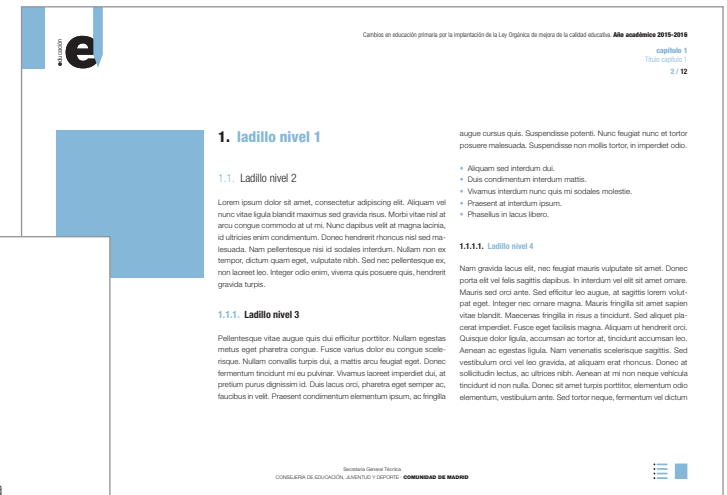 Cambios en educación primaria por la implantación de la Ley Orgánica de mejora de la calidad educativa. Año académico 2015-2016
educación
e
capítulo 1
Título capítulo 1
2 / 12
1. ladillo nivel 1
1.1. Ladillo nivel 2
Lorem ipsum dolor sit amet, consectetur adipiscing elit. Aliquam vel
nunc vitae ligula blandit maximus sed gravida risus. Morbi vitae nisl at
arcu congue commodo at ut mi. Nunc dapibus velit at magna lacinia,
id ultricies enim condimentum. Donec hendrerit rhoncus nisl sed ma-
lesuada. Nam pellentesque nisi id sodales interdum. Nullam non ex
tempor, dictum quam eget, vulputate nibh. Sed nec pellentesque ex,
non laoreet leo. Integer odio enim, viverra quis posuere quis, hendrerit
gravida turpis.
1.1.1. Ladillo nivel 3
Pellentesque vitae augue quis dui efficitur porttitor. Nullam egestas
metus eget pharetra congue. Fusce varius dolor eu congue scele-
risque. Nullam convallis turpis dui, a mattis arcu feugiat eget. Donec
fermentum tincidunt mi eu pulvinar. Vivamus laoreet imperdiet dui, at
pretium purus dignissim id. Duis lacus orci, pharetra eget semper ac,
faucibus in velit. Praesent condimentum elementum ipsum, ac fringilla
augue cursus quis. Suspendisse potenti. Nunc feugiat nunc et tortor
posuere malesuada. Suspendisse non mollis tortor, in imperdiet odio.
• Aliquam sed interdum dui.
• Duis condimentum interdum mattis.
• Vivamus interdum nunc quis mi sodales molestie.
• Praesent at interdum ipsum.
• Phasellus in lacus libero.
1.1.1.1. Ladillo nivel 4
Nam gravida lacus elit, nec feugiat mauris vulputate sit amet. Donec
porta elit vel felis sagittis dapibus. In interdum vel elit sit amet ornare.
Mauris sed orci ante. Sed efficitur leo augue, at sagittis lorem volut-
pat eget. Integer nec ornare magna. Mauris fringilla sit amet sapien
vitae blandit. Maecenas fringilla in risus a tincidunt. Sed aliquet pla-
cerat imperdiet. Fusce eget facilisis magna. Aliquam ut hendrerit orci.
Quisque dolor ligula, accumsan ac tortor at, tincidunt accumsan leo.
Aenean ac egestas ligula. Nam venenatis scelerisque sagittis. Sed
vestibulum orci vel leo gravida, at aliquam erat rhoncus. Donec at
sollicitudin lectus, ac ultrices nibh. Aenean at mi non neque vehicula
tincidunt id non nulla. Donec sit amet turpis porttitor, elementum odio
elementum, vestibulum ante. Sed tortor neque, fermentum vel dictum
Secretaría General Técnica
CONSEJERÍA DE EDUCACIÓN, JUVENTUD Y DEPORTE · COMUNIDAD DE MADRID
a